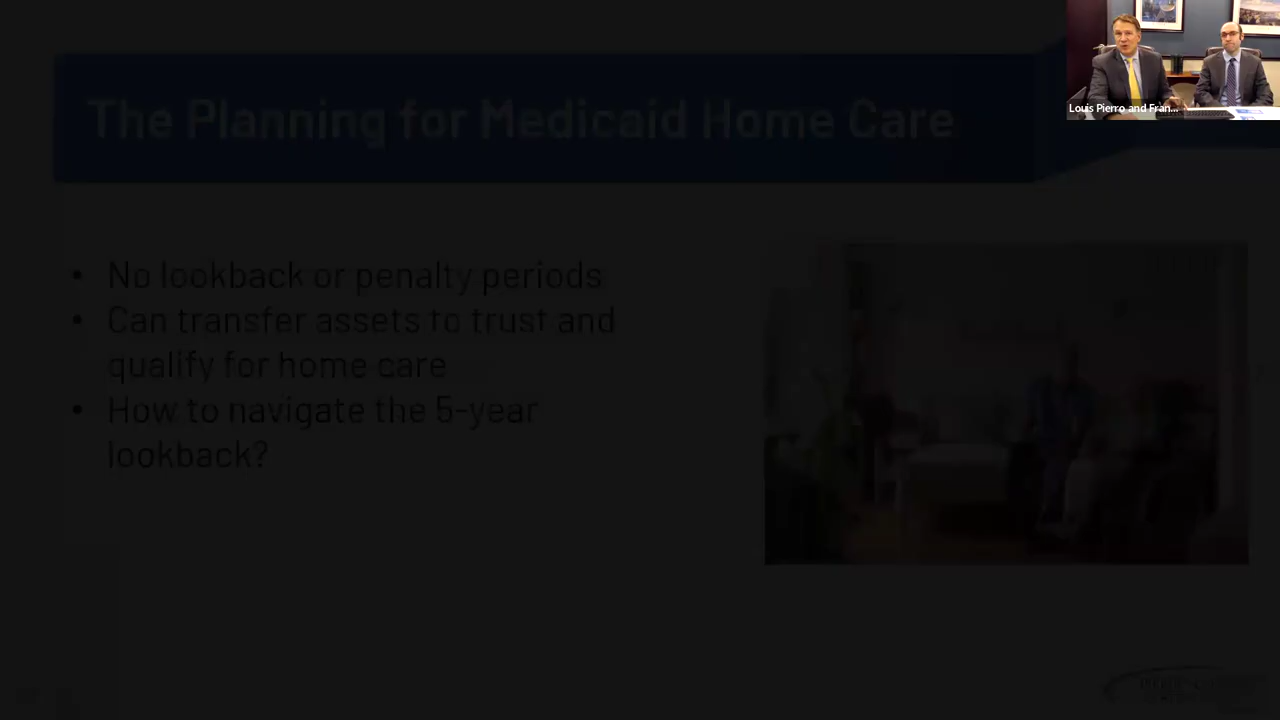 Louis Pierro and Fran...
The Planning for Medicaid Home Care
• No lookback or penalty periods
• Can transfer assets to trust and
qualify for home care
• How to navigate the 5-year
lookback?